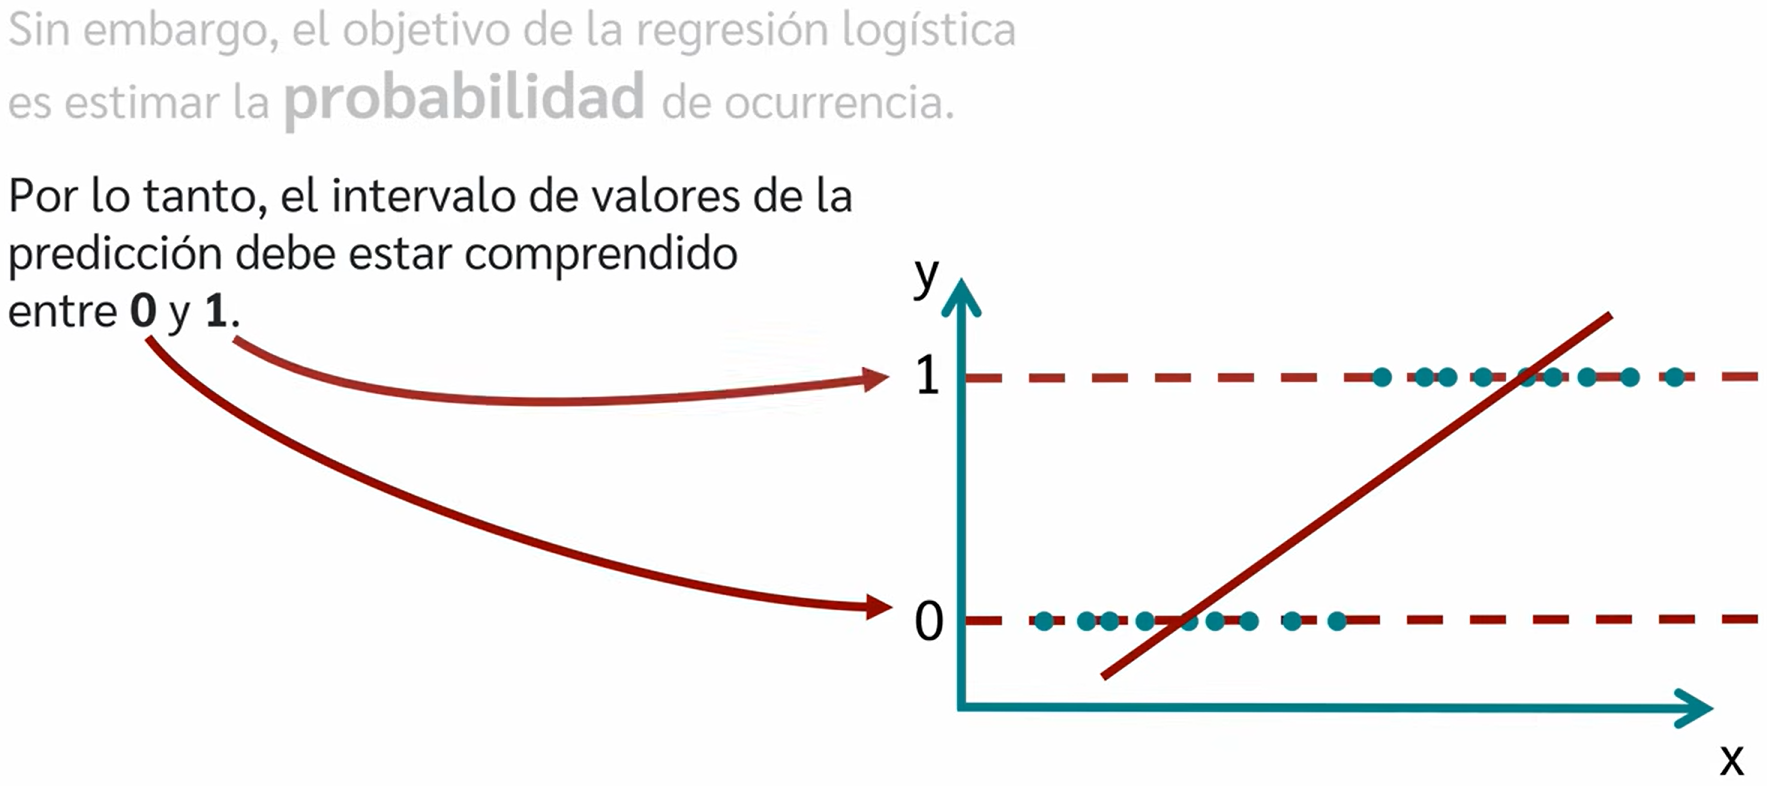 Sin embargo, el objetivo de la regresión logística
es estimar la probabilidad de ocurrencia.
Por lo tanto, el intervalo de valores de la
predicción debe estar comprendido
entre 0 y 1.
y
1
0
x